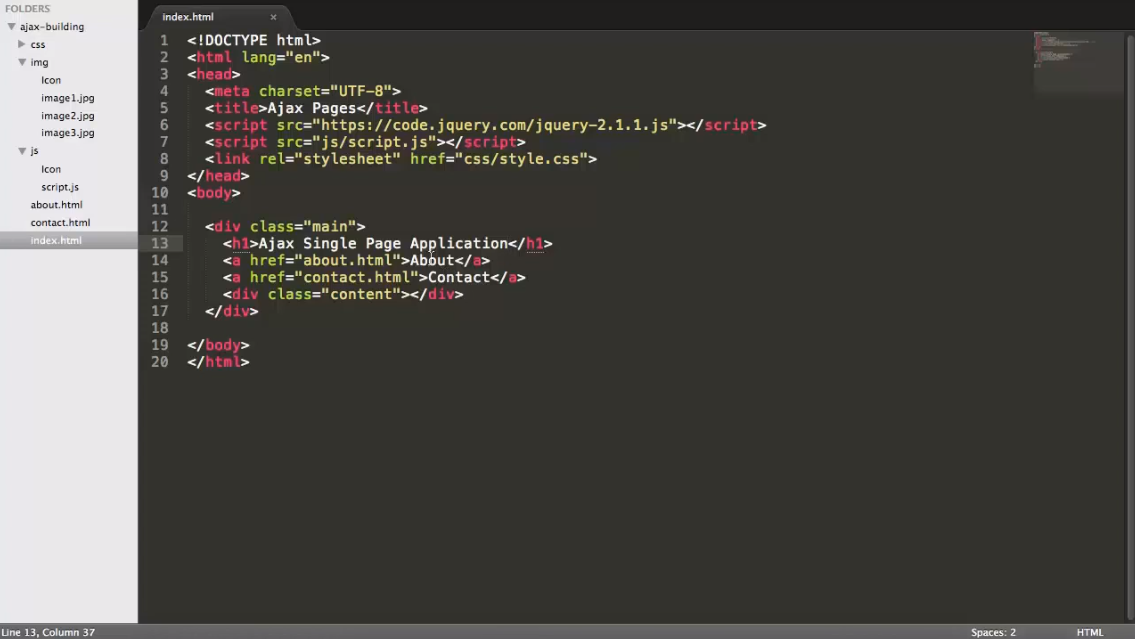 FOLDERS
ajax-building
css
img
Icon
image1.jpg
image2.jpg
image3.jpg
js
Icon
script.js
about.html
contact.html
index.html
index.html ×
1 <!DOCTYPE html>
2 <html lang="en">
3 <head>
4 <meta charset="UTF-8">
5 <title>Ajax Pages</title>
6 <script src="https://code.jquery.com/jquery-2.1.1.js"></script>
7 <script src="js/script.js"></script>
8 <link rel="stylesheet" href="css/style.css">
9 </head>
10 <body>
11
12 <div class="main">
13 <h1>Ajax Single Page Application</h1>
14 <a href="about.html">About</a>
15 <a href="contact.html">Contact</a>
16 <div class="content"></div>
17 </div>
18
19 </body>
20 </html>
Line 13, Column 37
Spaces: 2
HTML